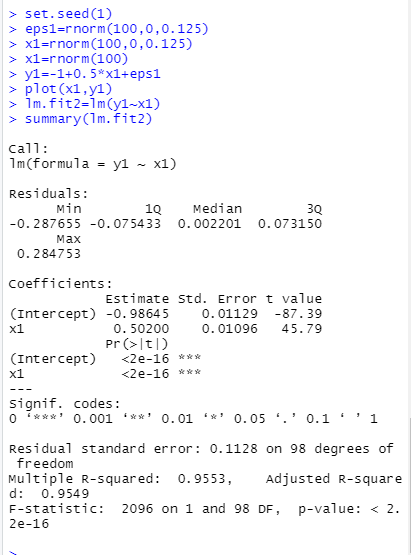 > set.seed(1)
> eps1=rnorm(100,0,0.125)
> x1=rnorm(100,0,0.125)
> x1=rnorm(100)
> y1=-1+0.5*x1+eps1
> plot(x1,y1)
> lm.fit2=lm(y1~x1)
> summary(lm.fit2)

Call:
lm(formula = y1 ~ x1)

Residuals:
      Min        1Q    Median        3Q
-0.287655 -0.075433  0.002201  0.073150
      Max
 0.284753

Coefficients:
            Estimate Std. Error t value
(Intercept) -0.98645    0.01129  -87.39
x1           0.50200    0.01096   45.79
            Pr(>|t|)
(Intercept)   <2e-16 ***
x1            <2e-16 ***
---
Signif. codes:
0 ‘***’ 0.001 ‘**’ 0.01 ‘*’ 0.05 ‘.’ 0.1 ‘ ’ 1

Residual standard error: 0.1128 on 98 degrees of
 freedom
Multiple R-squared:  0.9553,    Adjusted R-square
d:  0.9549
F-statistic:  2096 on 1 and 98 DF,  p-value: < 2.
2e-16

>